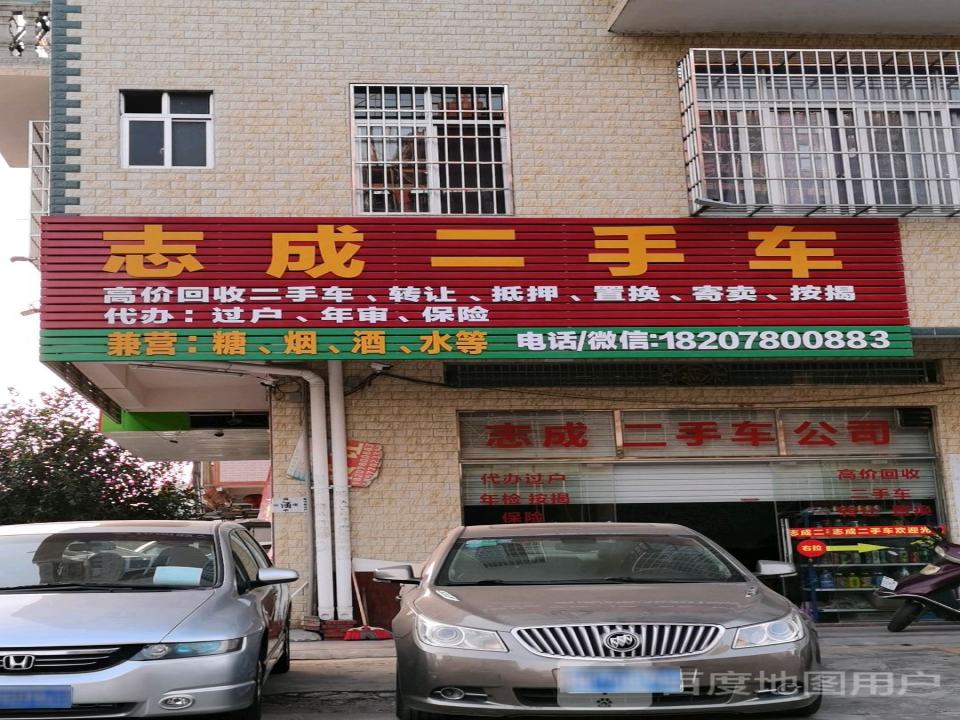 志成二手车
高价回收二手车、转让、抵押、置换、寄卖、按揭
代办：过户、年审、保险
兼营：糖、烟、酒、水等 电话/微信:18207800883
志成 二手车公司
代办过户
年检 按揭
保险
高价回收
二手车
志成二手车欢迎光
右拉
百度地图用户